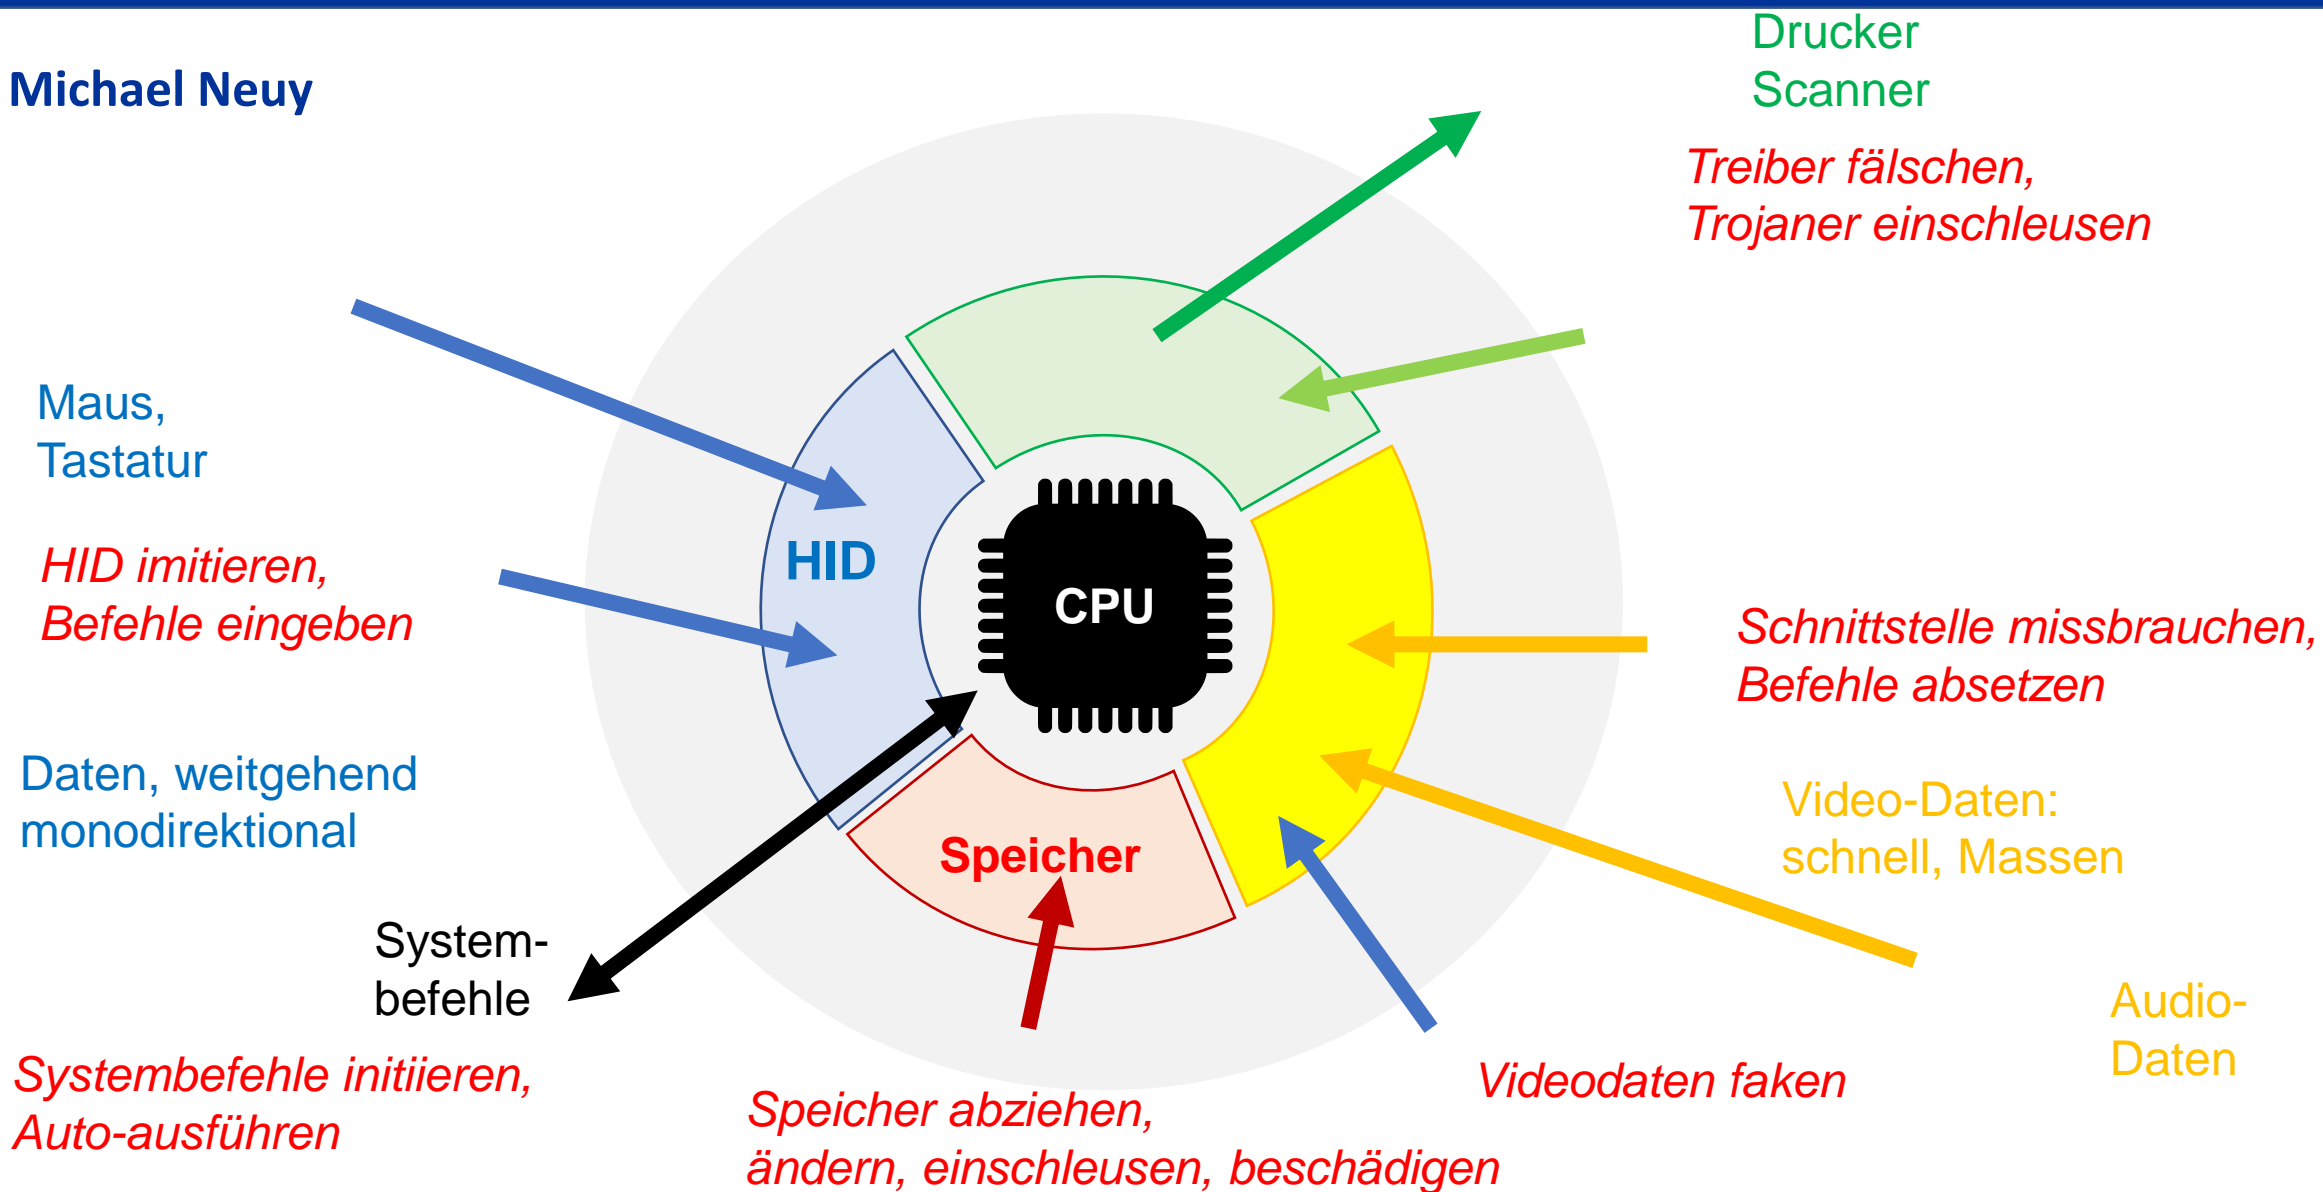 Michael Neuy
Drucker
Scanner
Treiber fälschen,
Trojaner einschleusen
Maus,
Tastatur
HID imitieren,
Befehle eingeben
HID
CPU
Schnittstelle missbrauchen,
Befehle absetzen
Daten, weitgehend
monodirektional
Video-Daten:
schnell, Massen
Speicher
System-
befehle
Audio-
Daten
Systembefehle initiieren,
Auto-ausführen
Videodaten faken
Speicher abziehen,
ändern, einschleusen, beschädigen